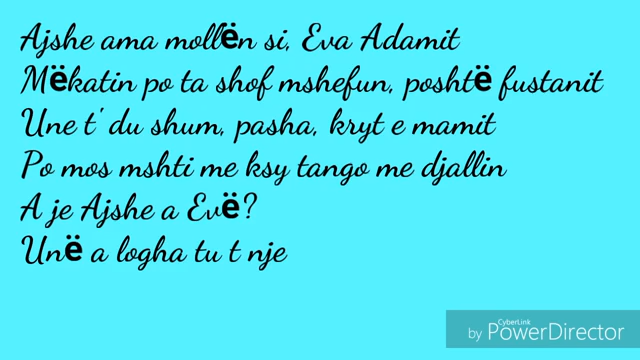 Ajshe ama mollën si, Eva Adamit
Mëkatin po ta shof mshefun, poshtë fustanit
Une t' du shum, pasha, kryt e mamit
Po mos mshti me ksy tango me djallin
A je Ajshe a Evë?
Unë a logha tu t nje
by CyberLink PowerDirector